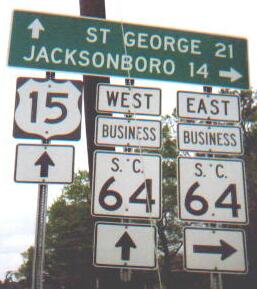 ST GEORGE 21
JACKSONBORO 14
15
WEST
BUSINESS
S. C.
64
EAST
BUSINESS
S. C.
64